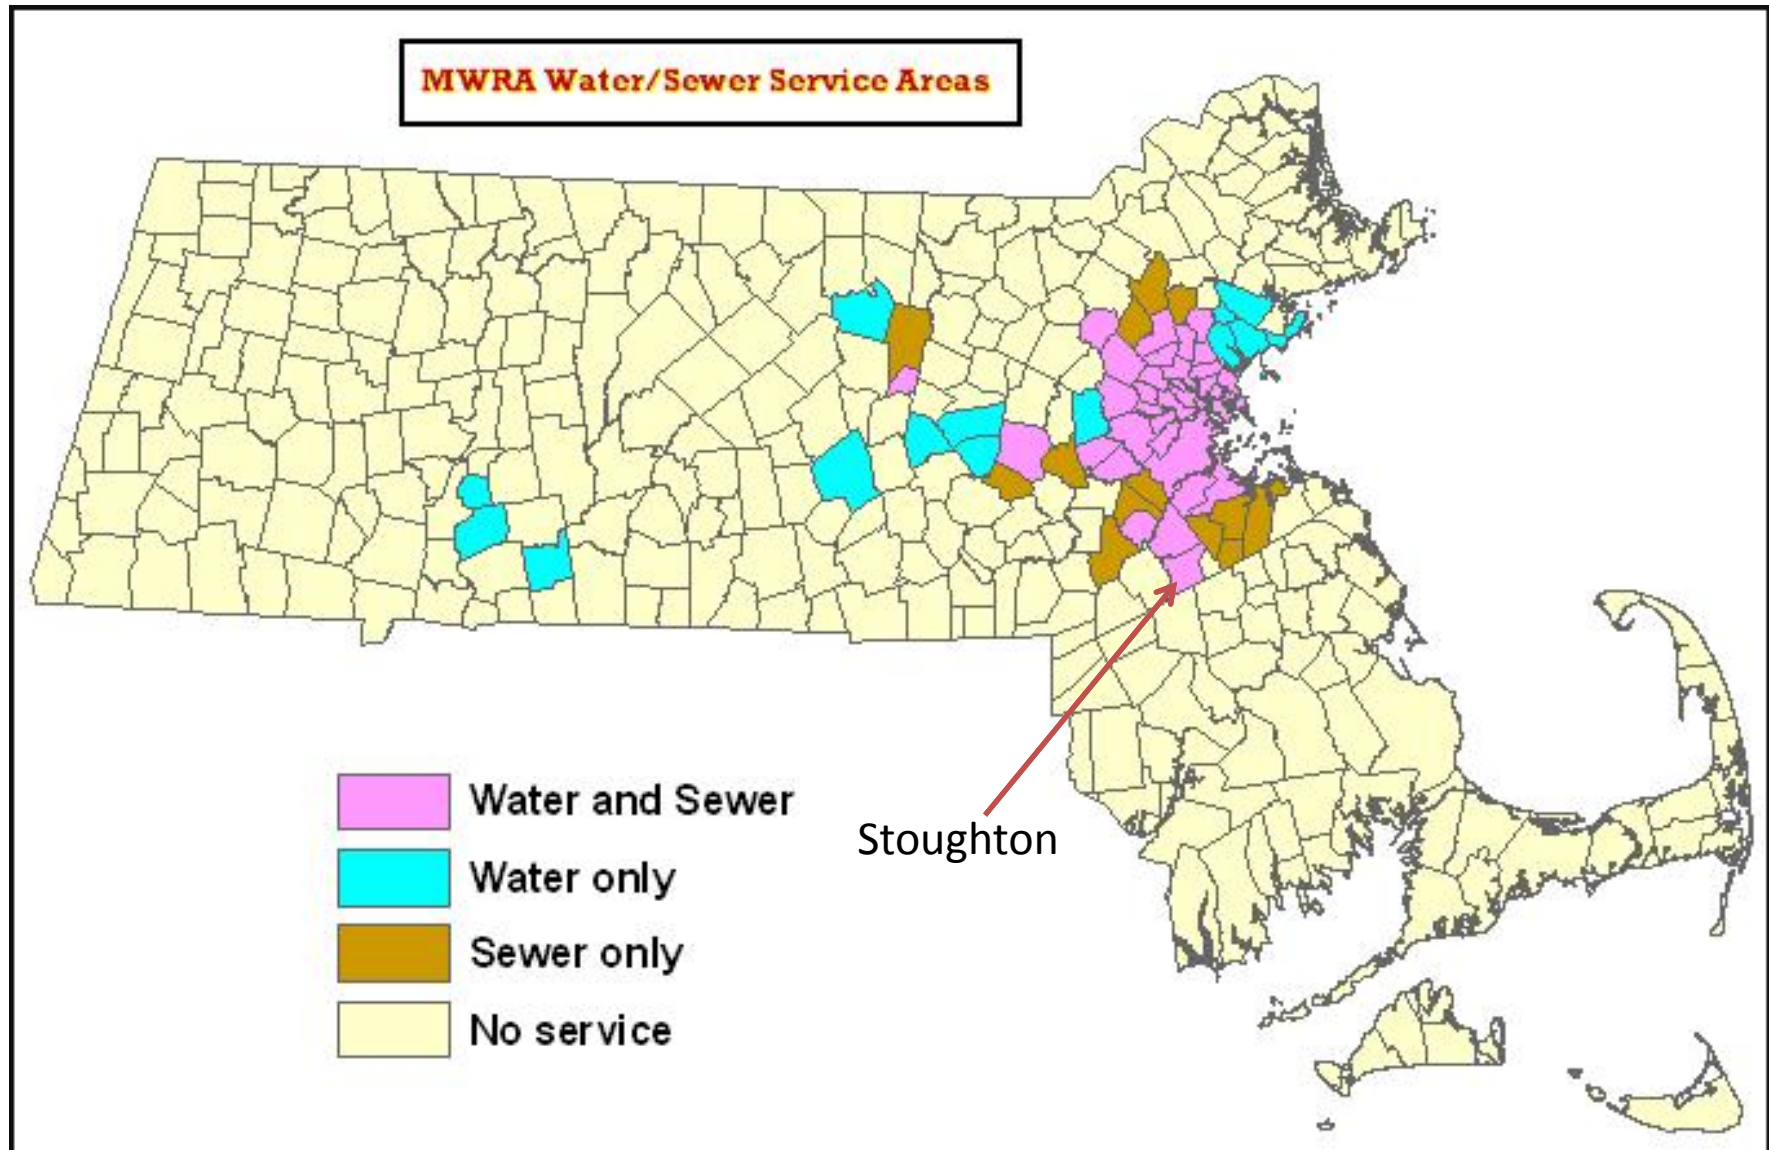 MWRA Water/Sewer Service Areas
Water and Sewer
Water only
Sewer only
No service
Stoughton